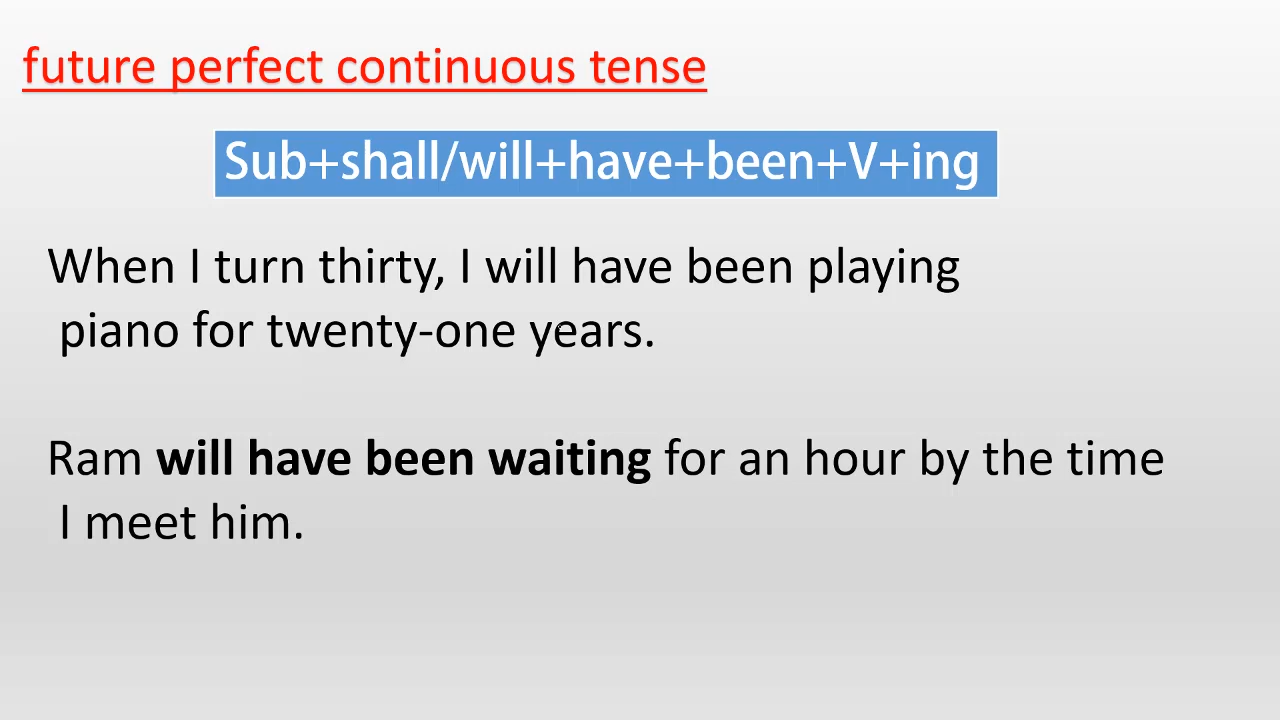 future perfect continuous tense
Sub+shall/will+have+been+V+ing
When I turn thirty, I will have been playing
piano for twenty-one years.
Ram will have been waiting for an hour by the time
I meet him.